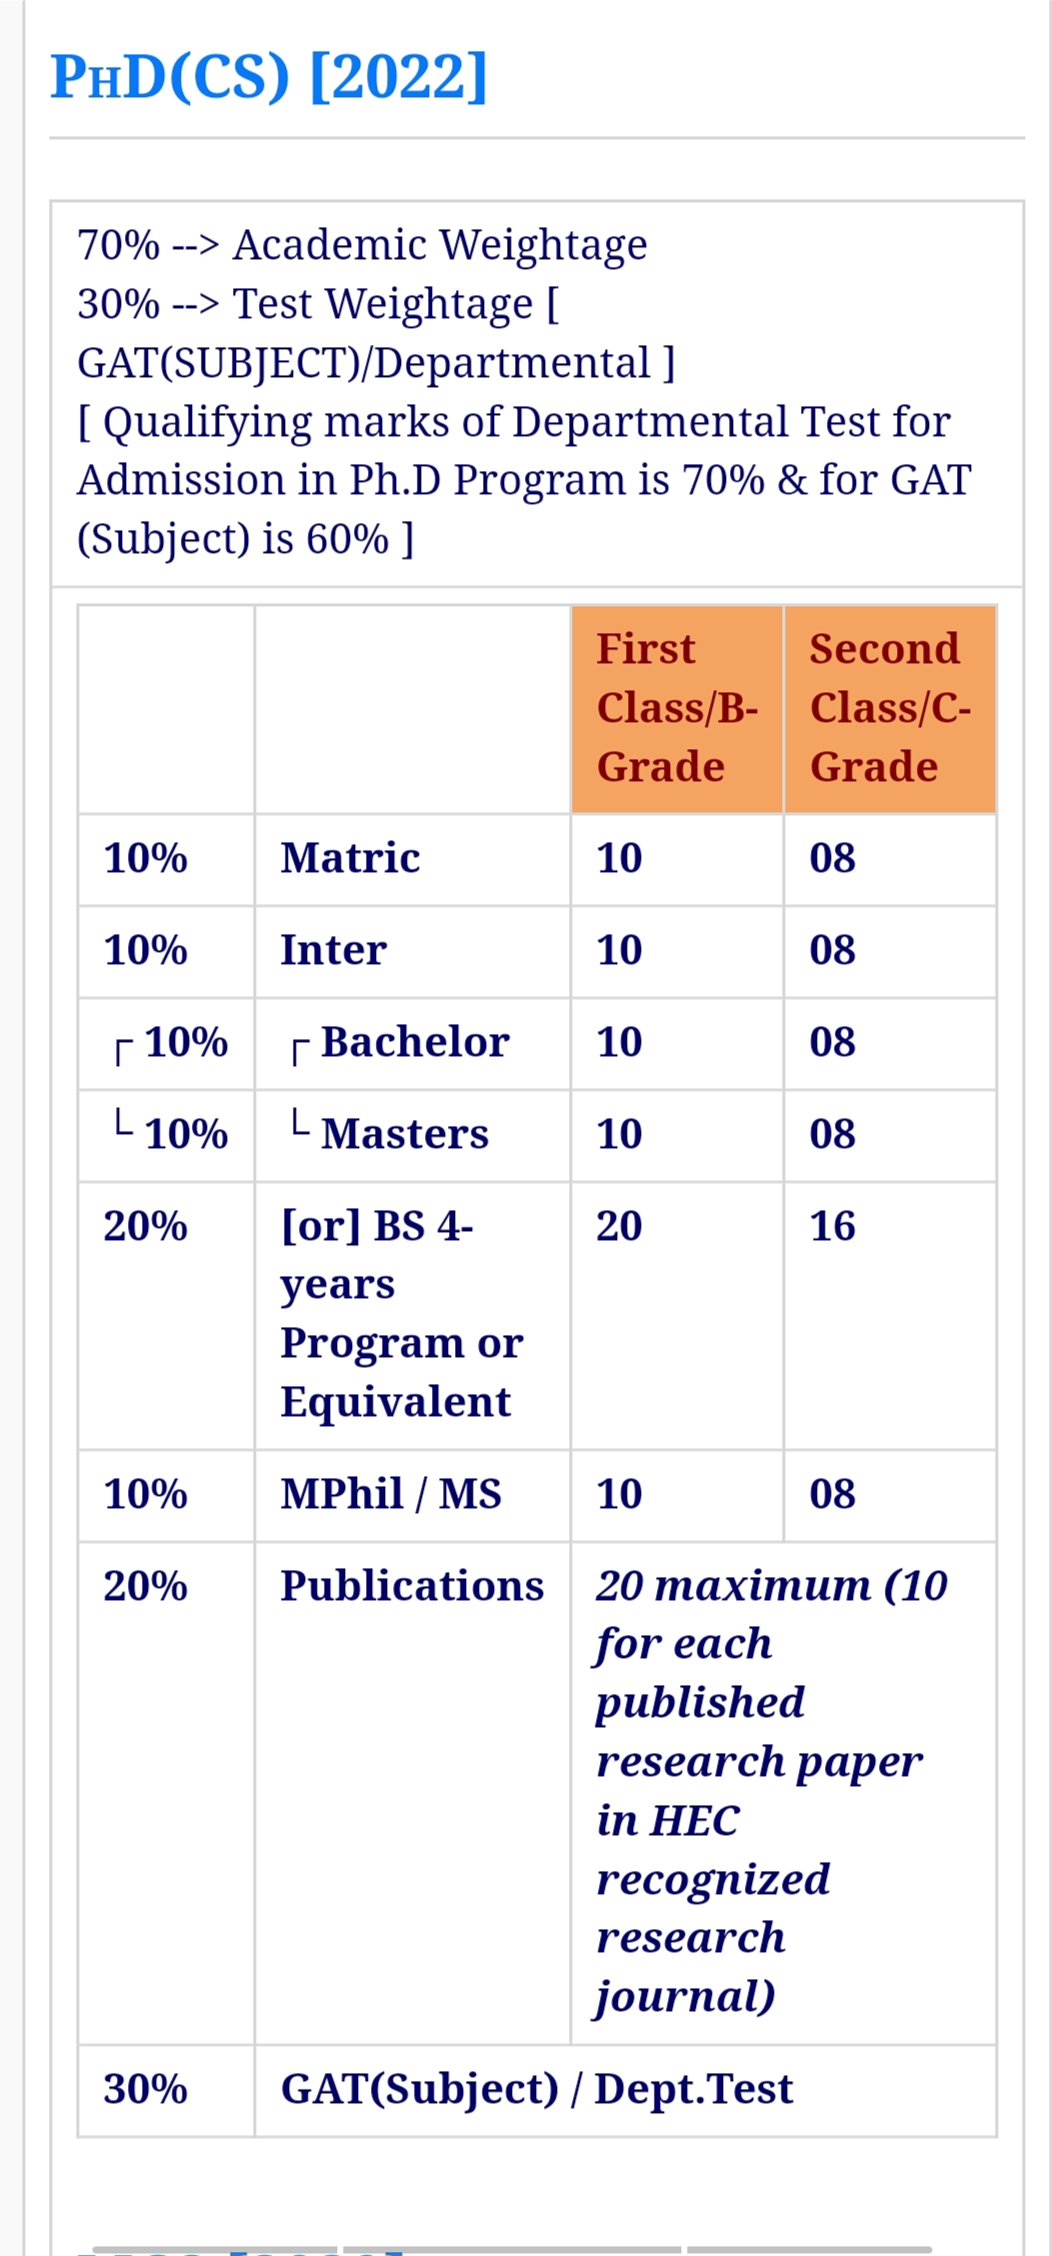 PhD(CS) [2022]
70% --> Academic Weightage
30% --> Test Weightage [
GAT(SUBJECT)/Departmental ]
[ Qualifying marks of Departmental Test for
Admission in Ph.D Program is 70% & for GAT
(Subject) is 60% ]
First
Class/B-
Grade
Second
Class/C-
Grade
10% Matric 10 08
10% Inter 10 08
┌ 10% ┌ Bachelor 10 08
└ 10% └ Masters 10 08
20% [or] BS 4- 20 16
years
Program or
Equivalent
10% MPhil / MS 10 08
20% Publications 20 maximum (10
for each
published
research paper
in HEC
recognized
research
journal)
30% GAT(Subject) / Dept.Test